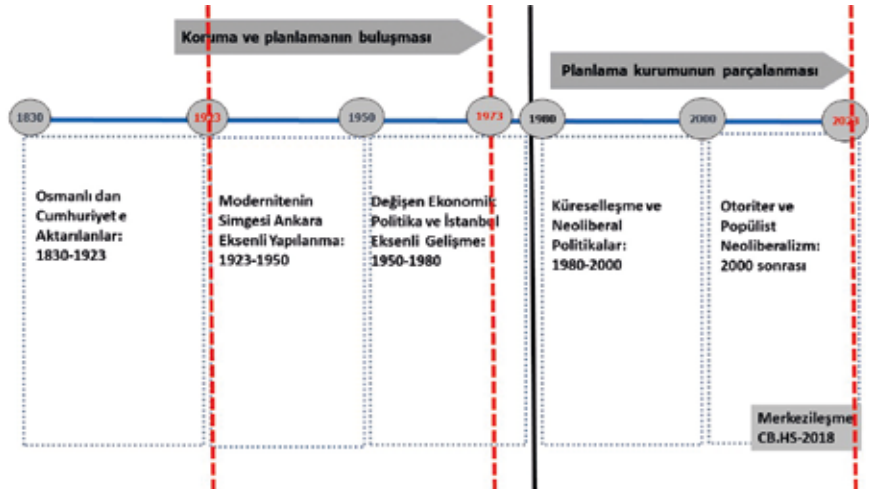 Koruma ve planlamanın buluşması
Planlama kurumunun parçalanması
1830
1923
1950
1973
1980
2000
2023
Osmanlı dan
Cumhuriyet e
Aktarılanlar:
1830-1923
Modernitenin
Simgesi Ankara
Eksenli Yapılanma:
1923-1950
Değişen Ekonomik
Politika ve İstanbul
Eksenli Gelişme:
1950-1980
Küreselleşme ve
Neoliberal
Politikalar:
1980-2000
Otoriter ve
Popülist
Neoliberalizm:
2000 sonrası
Merkezileşme
CB.HS-2018